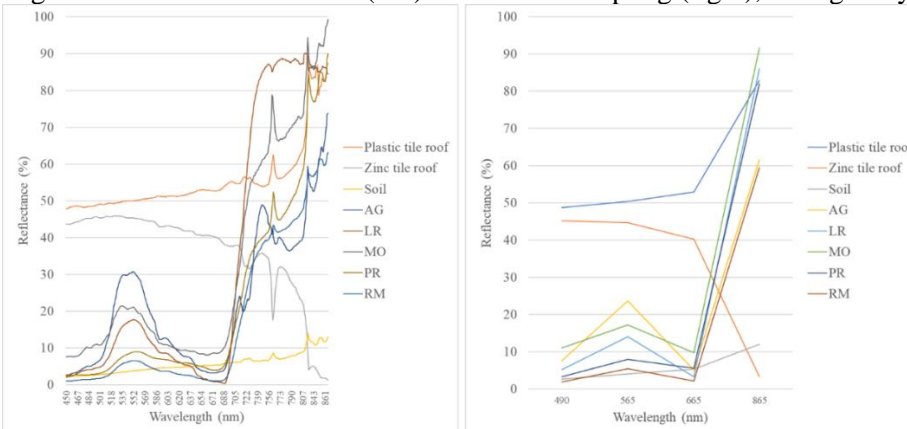 (right),
100
90
80
70
60
50
40
30
20
10
0
Reflectance (%)
450 467 484 501 518 535 552 569 586 603 620 637 654 671 688 705 722 739 756 773 790 807 843 861
Wavelength (nm)
Plastic tile roof
Zinc tile roof
Soil
AG
LR
MO
PR
RM
100
90
80
70
60
50
40
30
20
10
0
Reflectance (%)
490 565 665 865
Wavelength (nm)
Plastic tile roof
Zinc tile roof
Soil
AG
LR
MO
PR
RM